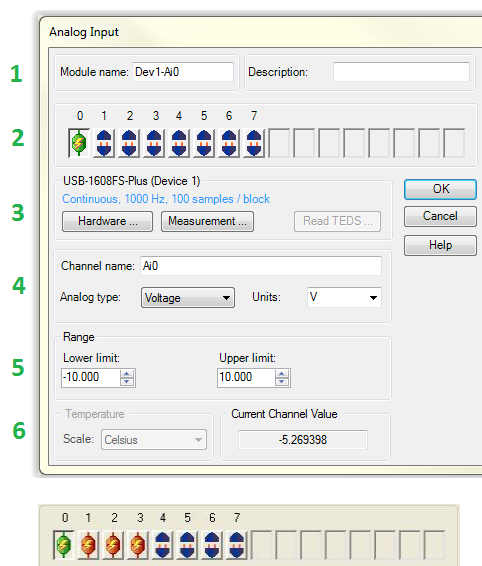 Analog Input
1
Module name: Dev1-Ai0 Description:
2
0 1 2 3 4 5 6 7
3
USB-1608FS-Plus (Device 1)
Continuous, 1000 Hz, 100 samples / block
Hardware ... Measurement ... Read TEDS ...
OK
Cancel
Help
4
Channel name: Ai0
Analog type: Voltage Units: V
5
Range
Lower limit: Upper limit:
-10.000 10.000
6
Temperature Current Channel Value
Scale: Celsius -5.269398
0 1 2 3 4 5 6 7